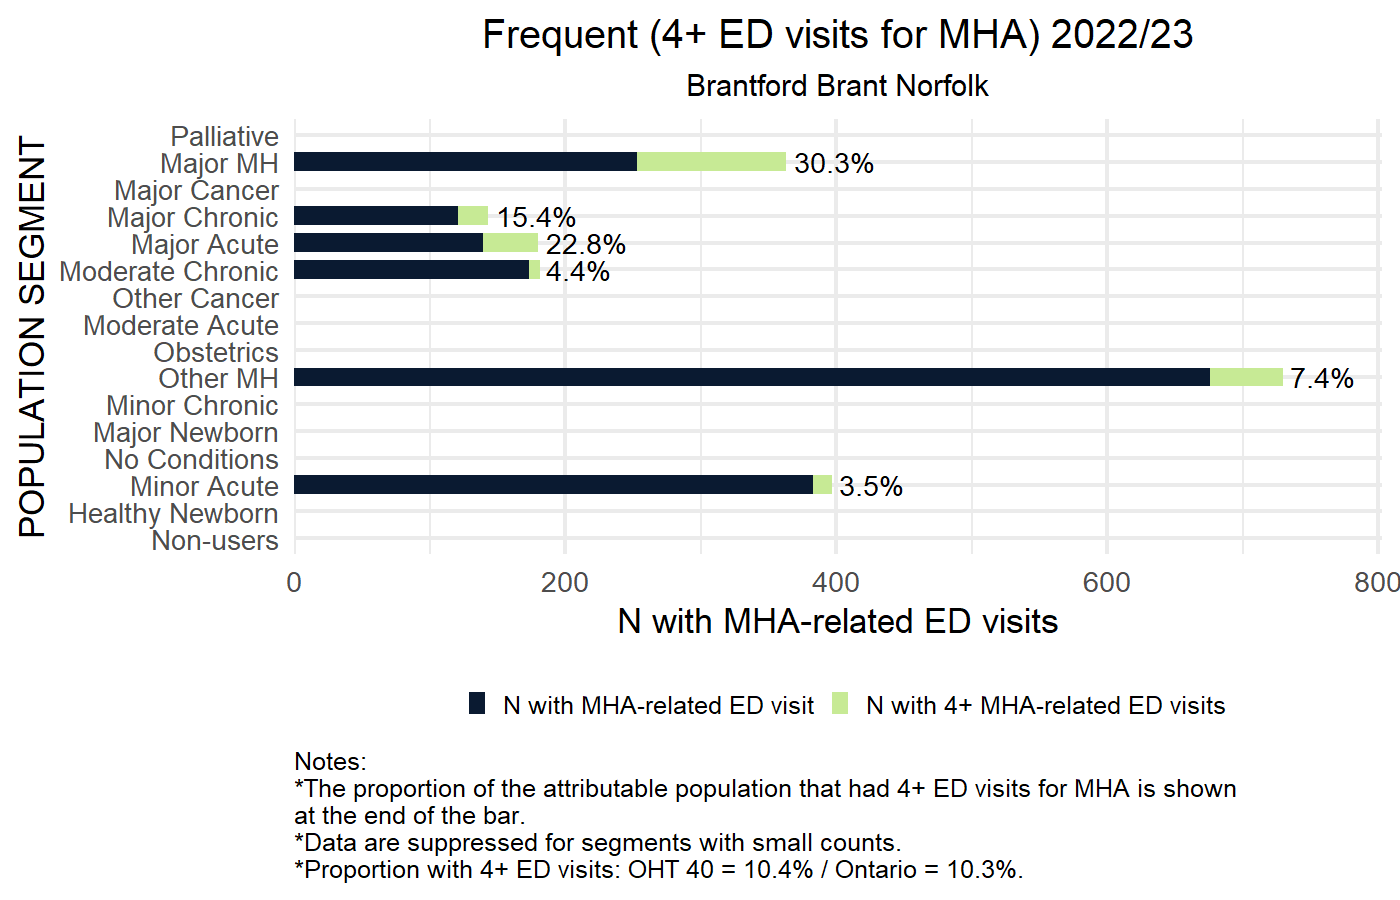 Frequent (4+ ED visits for MHA) 2022/23
Brantford Brant Norfolk
POPULATION SEGMENT
Palliative
Major MH 30.3%
Major Cancer
Major Chronic 15.4%
Major Acute 22.8%
Moderate Chronic 4.4%
Other Cancer
Moderate Acute
Obstetrics
Other MH 7.4%
Minor Chronic
Major Newborn
No Conditions
Minor Acute 3.5%
Healthy Newborn
Non-users
0 200 400 600 800
N with MHA-related ED visits
N with MHA-related ED visit N with 4+ MHA-related ED visits
Notes:
*The proportion of the attributable population that had 4+ ED visits for MHA is shown
at the end of the bar.
*Data are suppressed for segments with small counts.
*Proportion with 4+ ED visits: OHT 40 = 10.4% / Ontario = 10.3%.